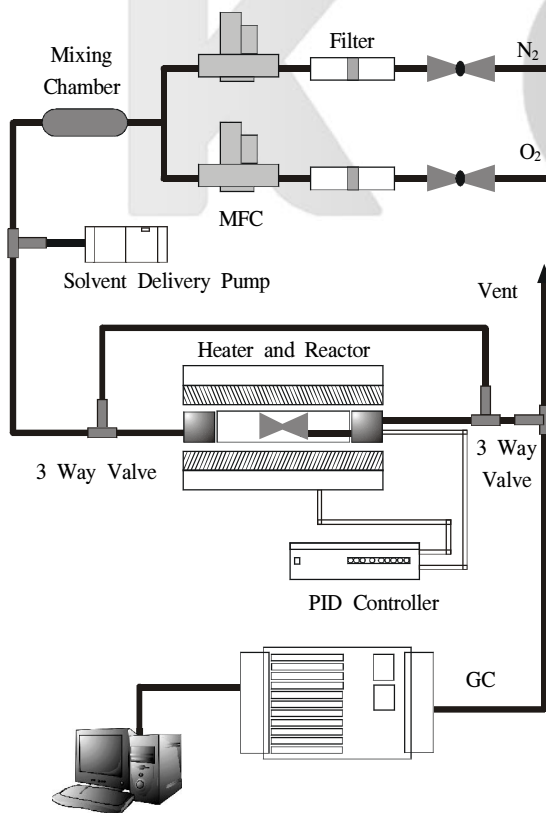 Mixing
Chamber
Filter
N2
O2
MFC
Solvent Delivery Pump
Vent
Heater and Reactor
3 Way Valve
3 Way
Valve
PID Controller
GC